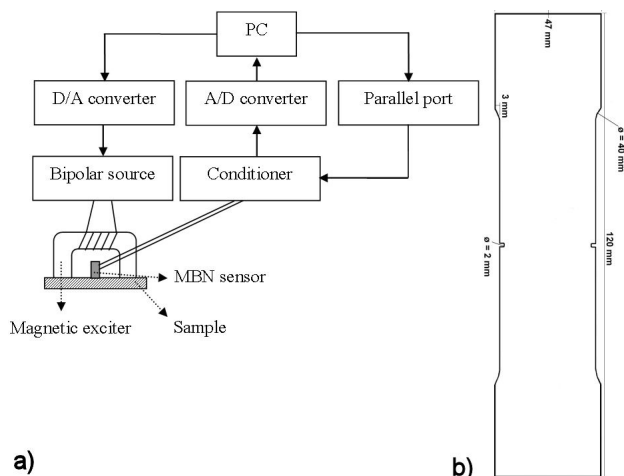 PC
D/A converter
A/D converter
Parallel port
Bipolar source
Conditioner
MBN sensor
Magnetic exciter
Sample
a)
47 mm
3 mm
ø = 40 mm
ø = 2 mm
120 mm
b)